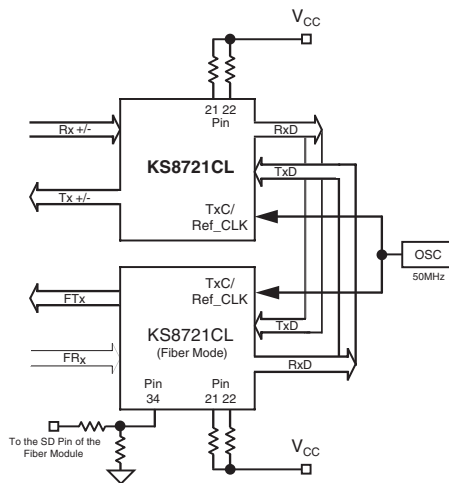 VCC
21 22
Pin
Rx +/-
RxD
KS8721CL
TxD
Tx +/-
TxC/
Ref_CLK
OSC
50MHz
TxC/
Ref_CLK
FTx
TxD
KS8721CL
(Fiber Mode)
FRx
RxD
Pin
34
Pin
21 22
To the SD Pin of the
Fiber Module
VCC